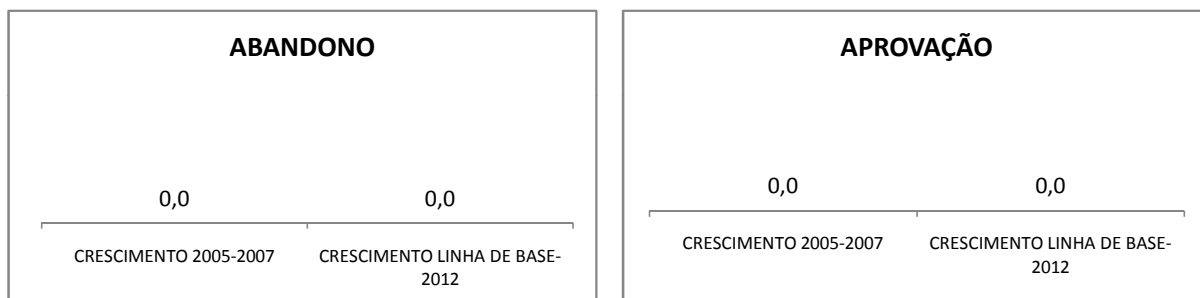 ABANDONO
0,0
0,0
CRESCIMENTO 2005-2007
CRESCIMENTO LINHA DE BASE-
2012
APROVAÇÃO
0,0
0,0
CRESCIMENTO 2005-2007
CRESCIMENTO LINHA DE BASE-
2012